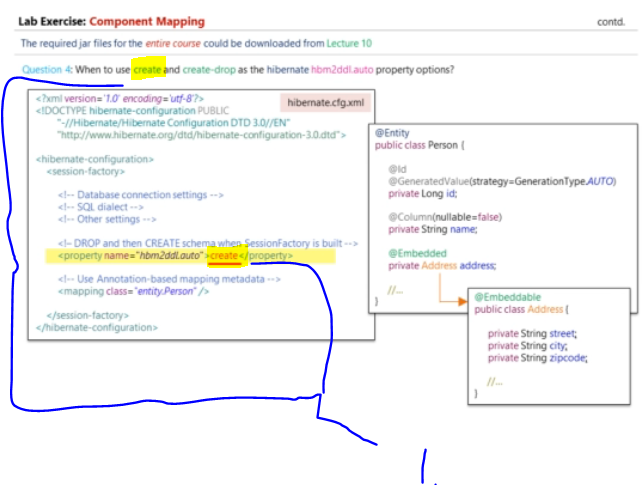 Lab Exercise: Component Mapping
contd.
The required jar files for the entire course could be downloaded from Lecture 10
Question 4: When to use create and create-drop as the hibernate hbm2ddl.auto property options?
hibernate.cfg.xml
<?xml version='1.0' encoding='utf-8'?>
<!DOCTYPE hibernate-configuration PUBLIC
"-//Hibernate/Hibernate Configuration DTD 3.0//EN"
"http://www.hibernate.org/dtd/hibernate-configuration-3.0.dtd">
<hibernate-configuration>
<session-factory>
<!-- Database connection settings -->
<!-- SQL dialect -->
<!-- Other settings -->
<!-- DROP and then CREATE schema when SessionFactory is built -->
<property name="hbm2ddl.auto">create</property>
<!-- Use Annotation-based mapping metadata -->
<mapping class="entity.Person"/>
</session-factory>
</hibernate-configuration>
@Entity
public class Person {
@Id
@GeneratedValue(strategy=GenerationType.AUTO)
private Long id;
@Column(nullable=false)
private String name;
@Embedded
private Address address;
//...
}
@Embeddable
public class Address {
private String street;
private String city;
private String zipcode;
//...
}